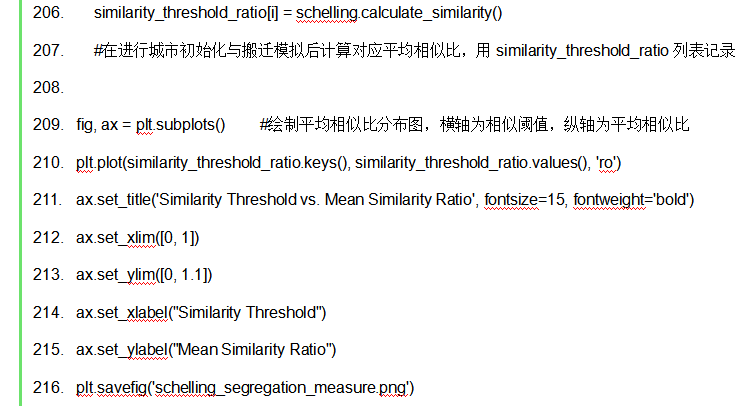 206. similarity_threshold_ratio[i] = schelling.calculate_similarity()
207. #在进行城市初始化与搬迁模拟后计算对应平均相似比，用 similarity_threshold_ratio 列表记录
208.
209. fig, ax = plt.subplots() #绘制平均相似比分布图，横轴为相似阈值，纵轴为平均相似比
210. plt.plot(similarity_threshold_ratio.keys(), similarity_threshold_ratio.values(), 'ro')
211. ax.set_title('Similarity Threshold vs. Mean Similarity Ratio', fontsize=15, fontweight='bold')
212. ax.set_xlim([0, 1])
213. ax.set_ylim([0, 1.1])
214. ax.set_xlabel("Similarity Threshold")
215. ax.set_ylabel("Mean Similarity Ratio")
216. plt.savefig('schelling_segregation_measure.png')